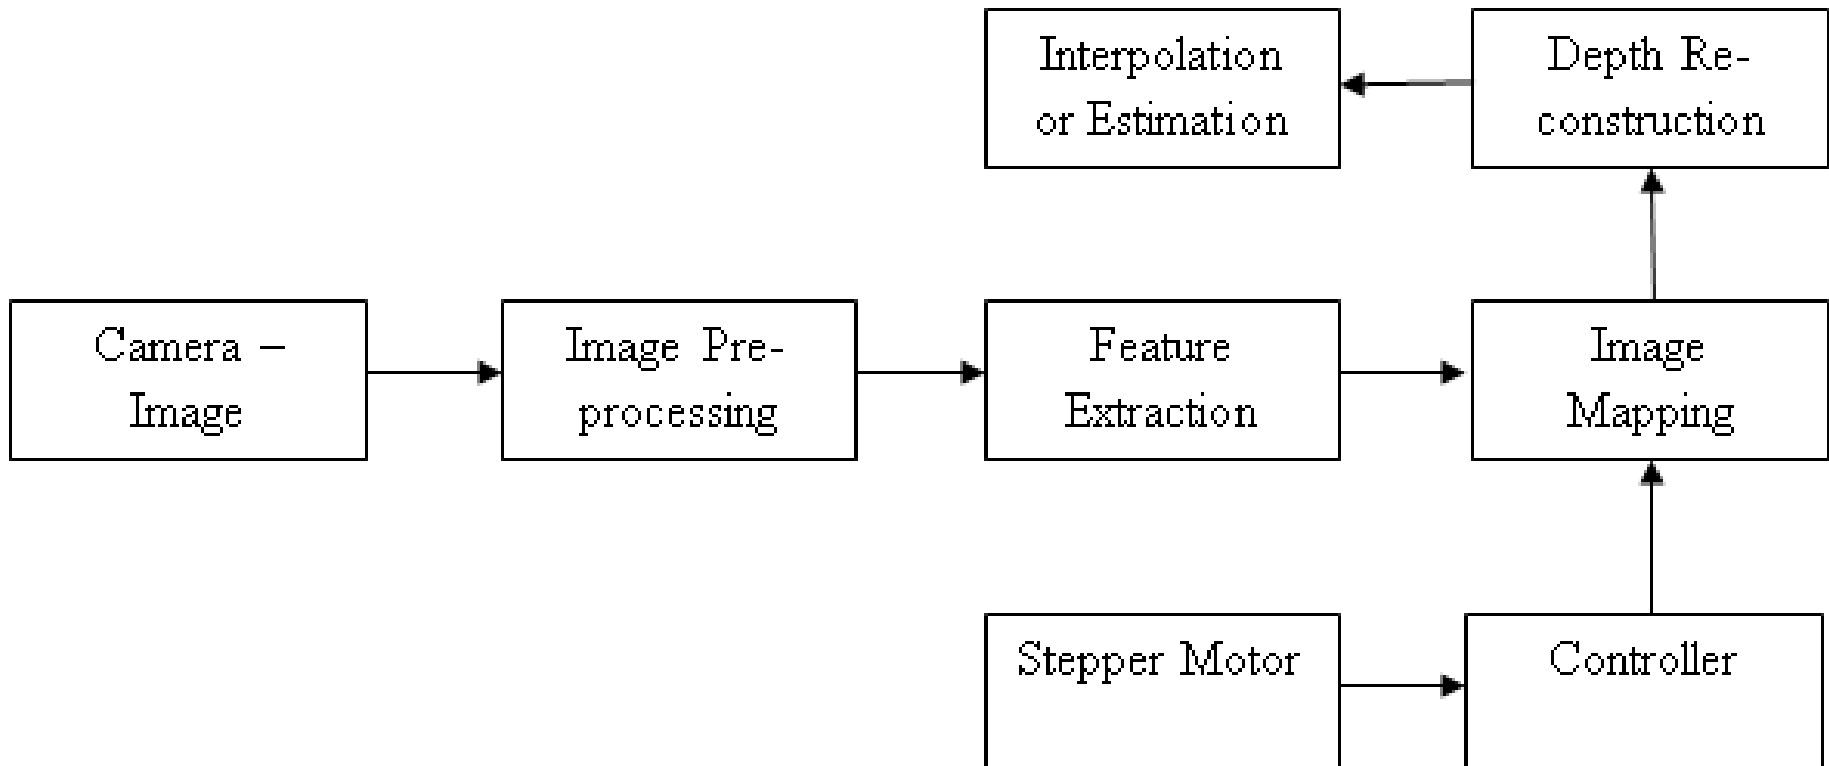 Interpolation
or Estimation
Depth Re-
construction
Camera –
Image
Image Pre-
processing
Feature
Extraction
Image
Mapping
Stepper Motor
Controller